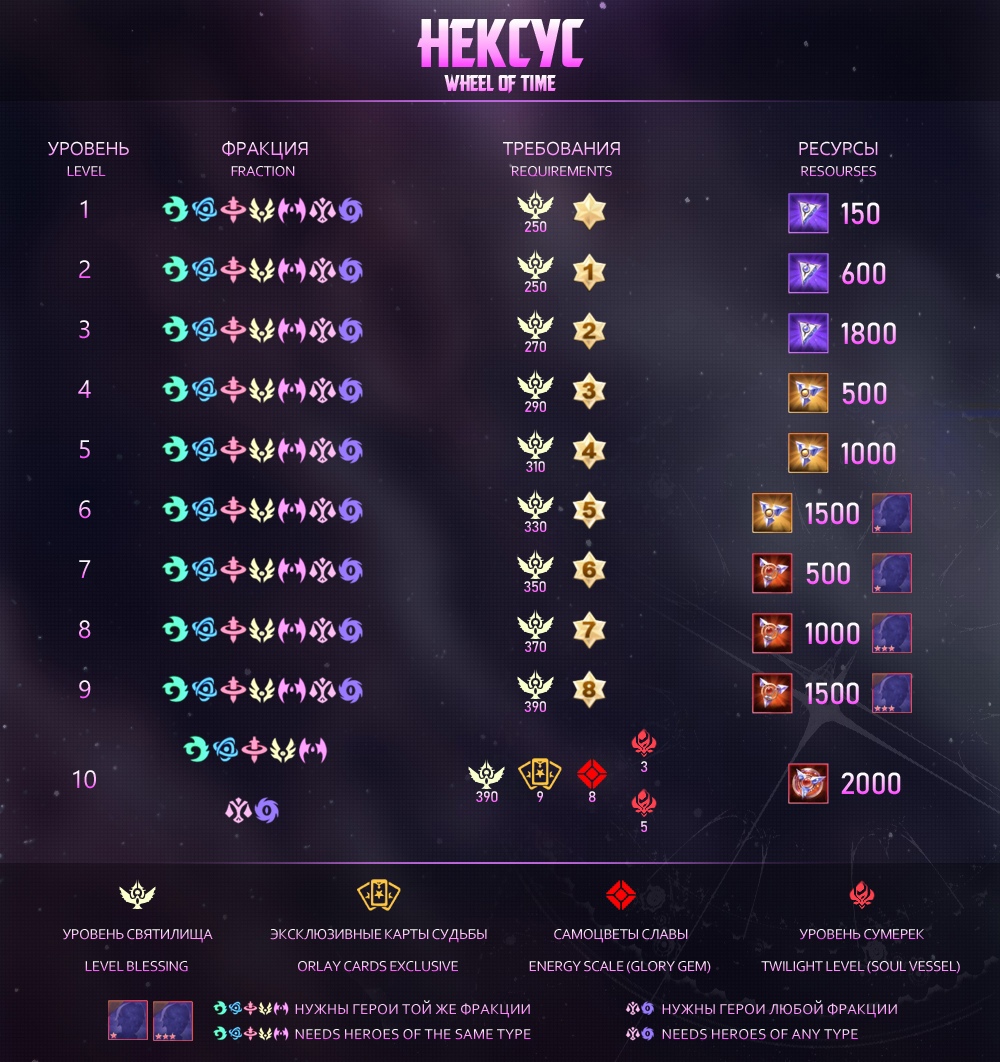 НЕКСУС
WHEEL OF TIME
УРОВЕНЬ ФРАКЦИЯ ТРЕБОВАНИЯ РЕСУРСЫ
LEVEL FRACTION REQUIREMENTS RESOURSES
1 250 150
2 250 1 600
3 270 2 1800
4 290 3 500
5 310 4 1000
6 330 5 1500
7 350 6 500
8 370 7 1000
9 390 8 1500
3
10 390 9 8 2000
5
УРОВЕНЬ СВЯТИЛИЩА ЭКСКЛЮЗИВНЫЕ КАРТЫ СУДЬБЫ САМОЦВЕТЫ СЛАВЫ УРОВЕНЬ СУМЕРЕК
LEVEL BLESSING ORLAY CARDS EXCLUSIVE ENERGY SCALE (GLORY GEM) TWILIGHT LEVEL (SOUL VESSEL)
НУЖНЫ ГЕРОИ ТОЙ ЖЕ ФРАКЦИИ НУЖНЫ ГЕРОИ ЛЮБОЙ ФРАКЦИИ
NEEDS HEROES OF THE SAME TYPE NEEDS HEROES OF ANY TYPE